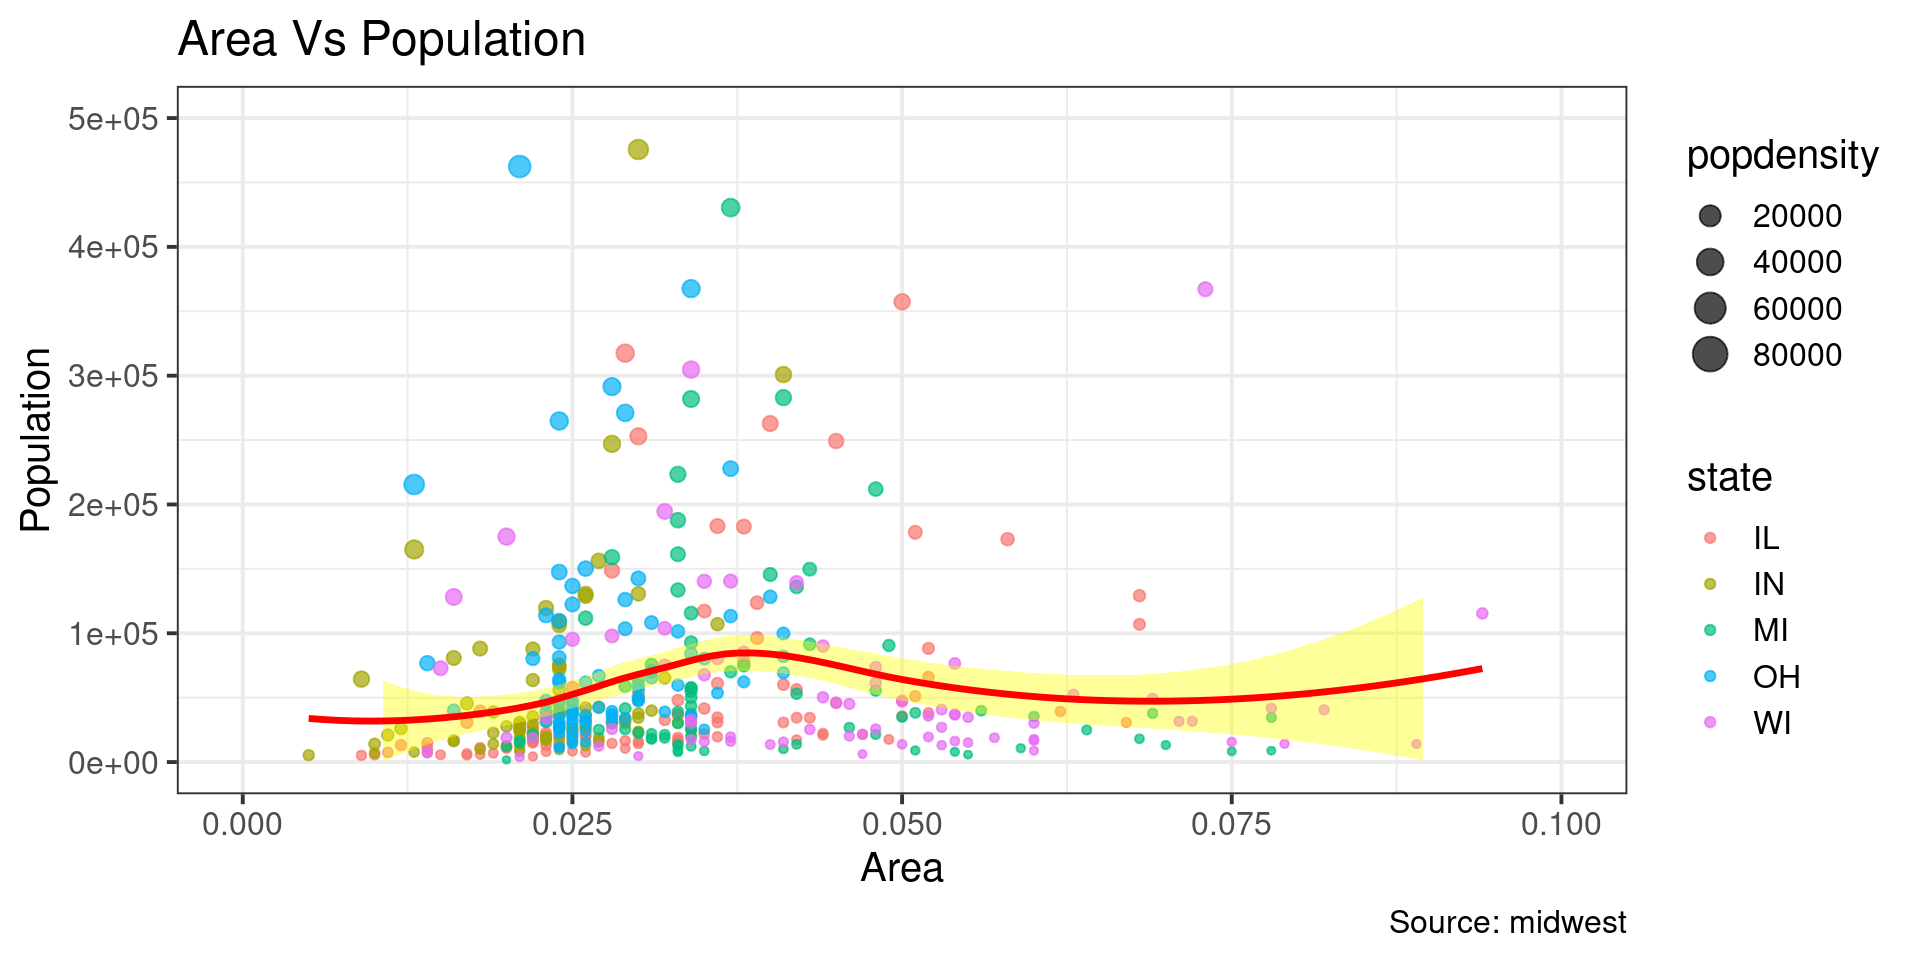 Area Vs Population
5e+05
4e+05
3e+05
2e+05
1e+05
0e+00
Population
0.000 0.025 0.050 0.075 0.100
Area
popdensity
20000
40000
60000
80000
state
IL
IN
MI
OH
WI
Source: midwest